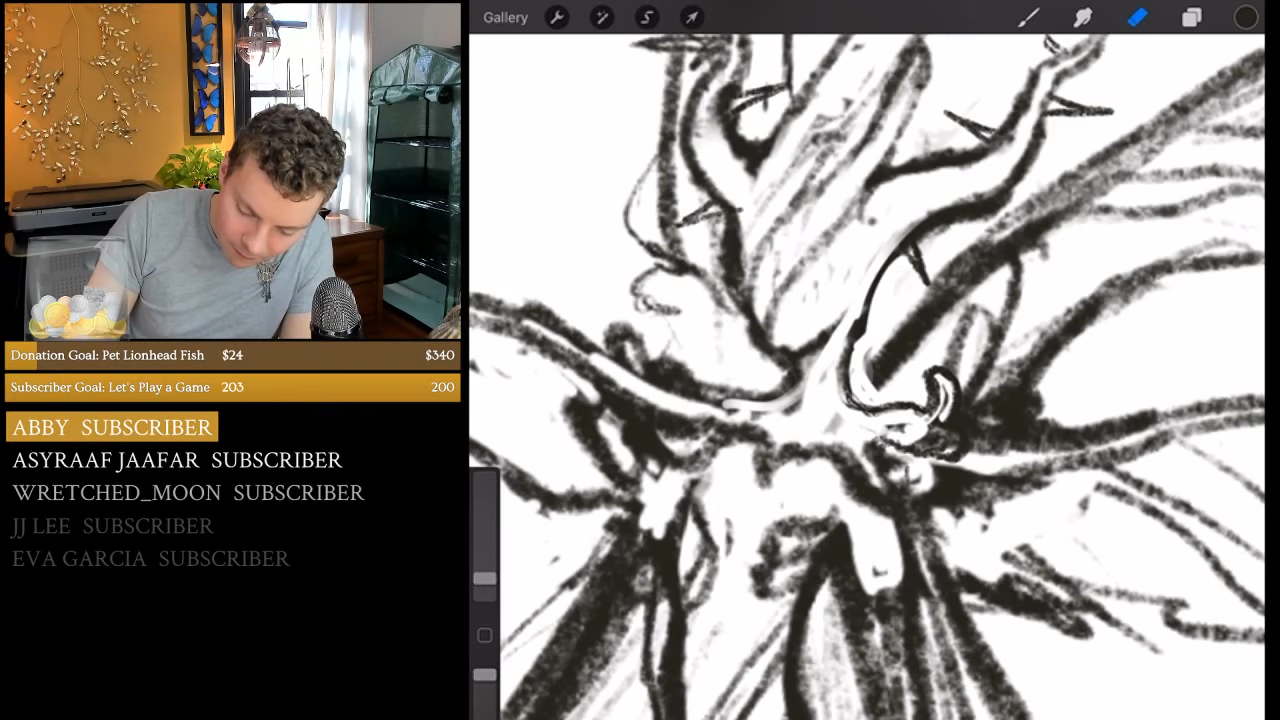 Gallery
Donation Goal: Pet Lionhead Fish $24 $340
Subscriber Goal: Let's Play a Game 203 200
ABBY SUBSCRIBER
ASYRAAF JAAFAR SUBSCRIBER
WRETCHED_MOON SUBSCRIBER
JJ LEE SUBSCRIBER
EVA GARCIA SUBSCRIBER